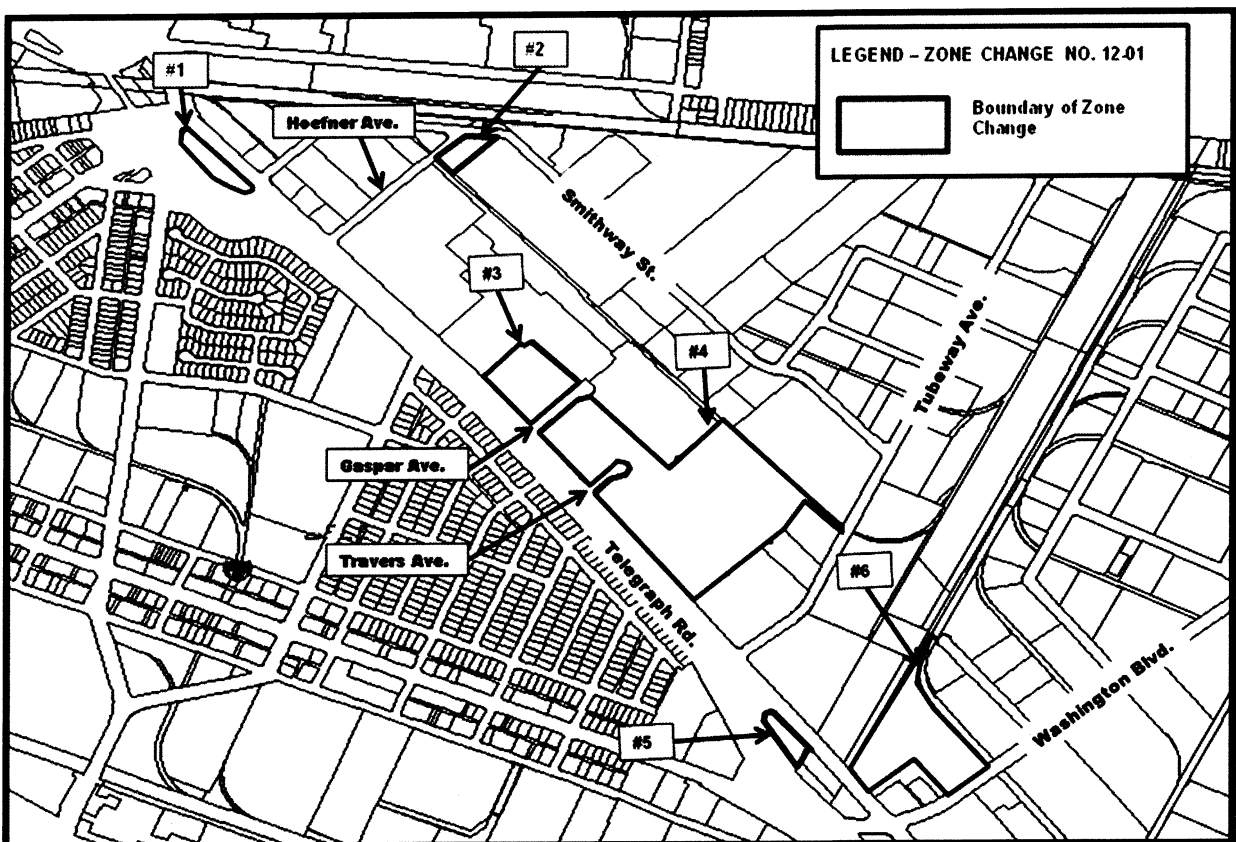 #2
LEGEND – ZONE CHANGE NO. 12-01
#1
Boundary of Zone
Change
Hoefner Ave.
Smithway St.
#3
Tubeway Ave.
#4
Gaspar Ave.
Travers Ave.
Telegraph Rd.
#6
Washington Blvd.
#5